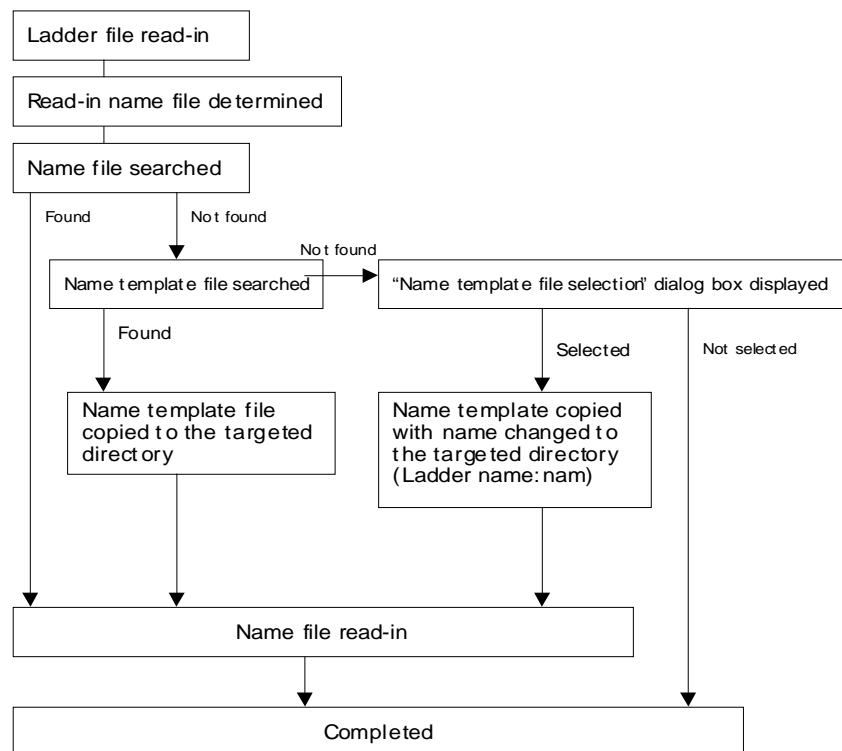 Ladder file read-in
Read-in name file determined
Name file searched
Found
Not found
Not found
Name template file searched
“Name template file selection” dialog box displayed
Found
Selected
Not selected
Name template file
copied to the targeted
directory
Name template copied
with name changed to
the targeted directory
(Ladder name: nam)
Name file read-in
Completed